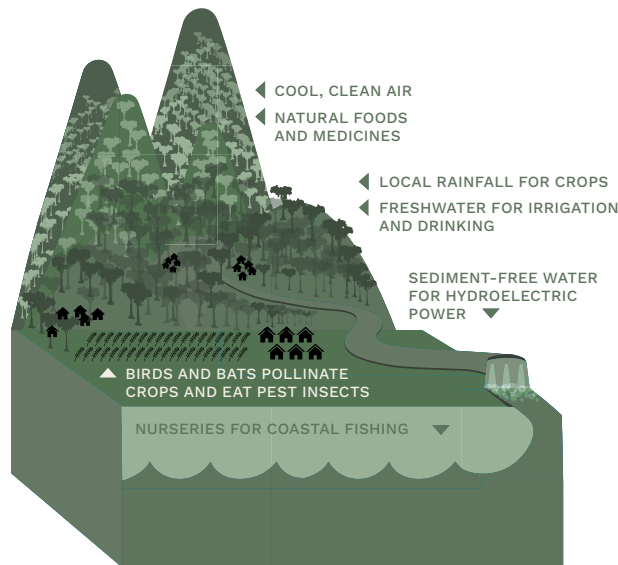 COOL, CLEAN AIR
NATURAL FOODS
AND MEDICINES
LOCAL RAINFALL FOR CROPS
FRESHWATER FOR IRRIGATION
AND DRINKING
SEDIMENT-FREE WATER
FOR HYDROELECTRIC
POWER
BIRDS AND BATS POLLINATE
CROPS AND EAT PEST INSECTS
NURSERIES FOR COASTAL FISHING